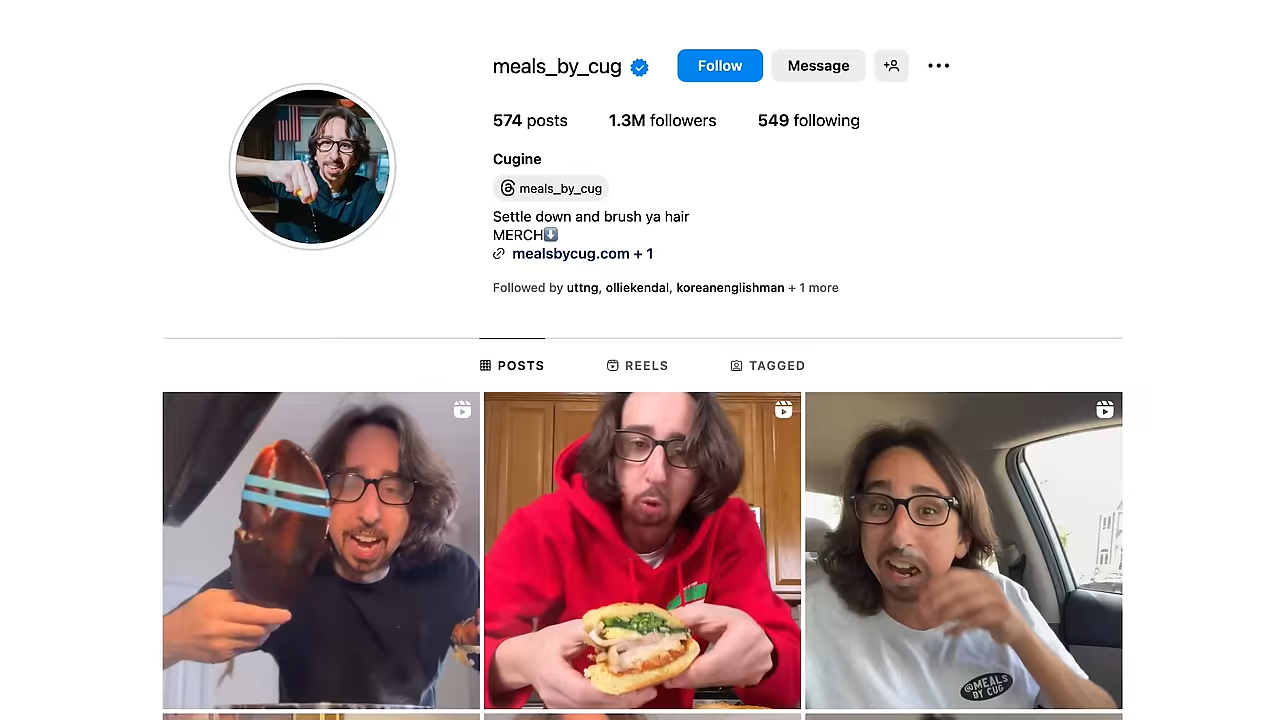 meals_by_cug Follow Message
574 posts 1.3M followers 549 following
Cugine
meals_by_cug
Settle down and brush ya hair
MERCH⬇️
mealsbycug.com + 1
Followed by uttng, olliekendal, koreanenglishman + 1 more
POSTS REELS TAGGED
@MEALS
BY CUG